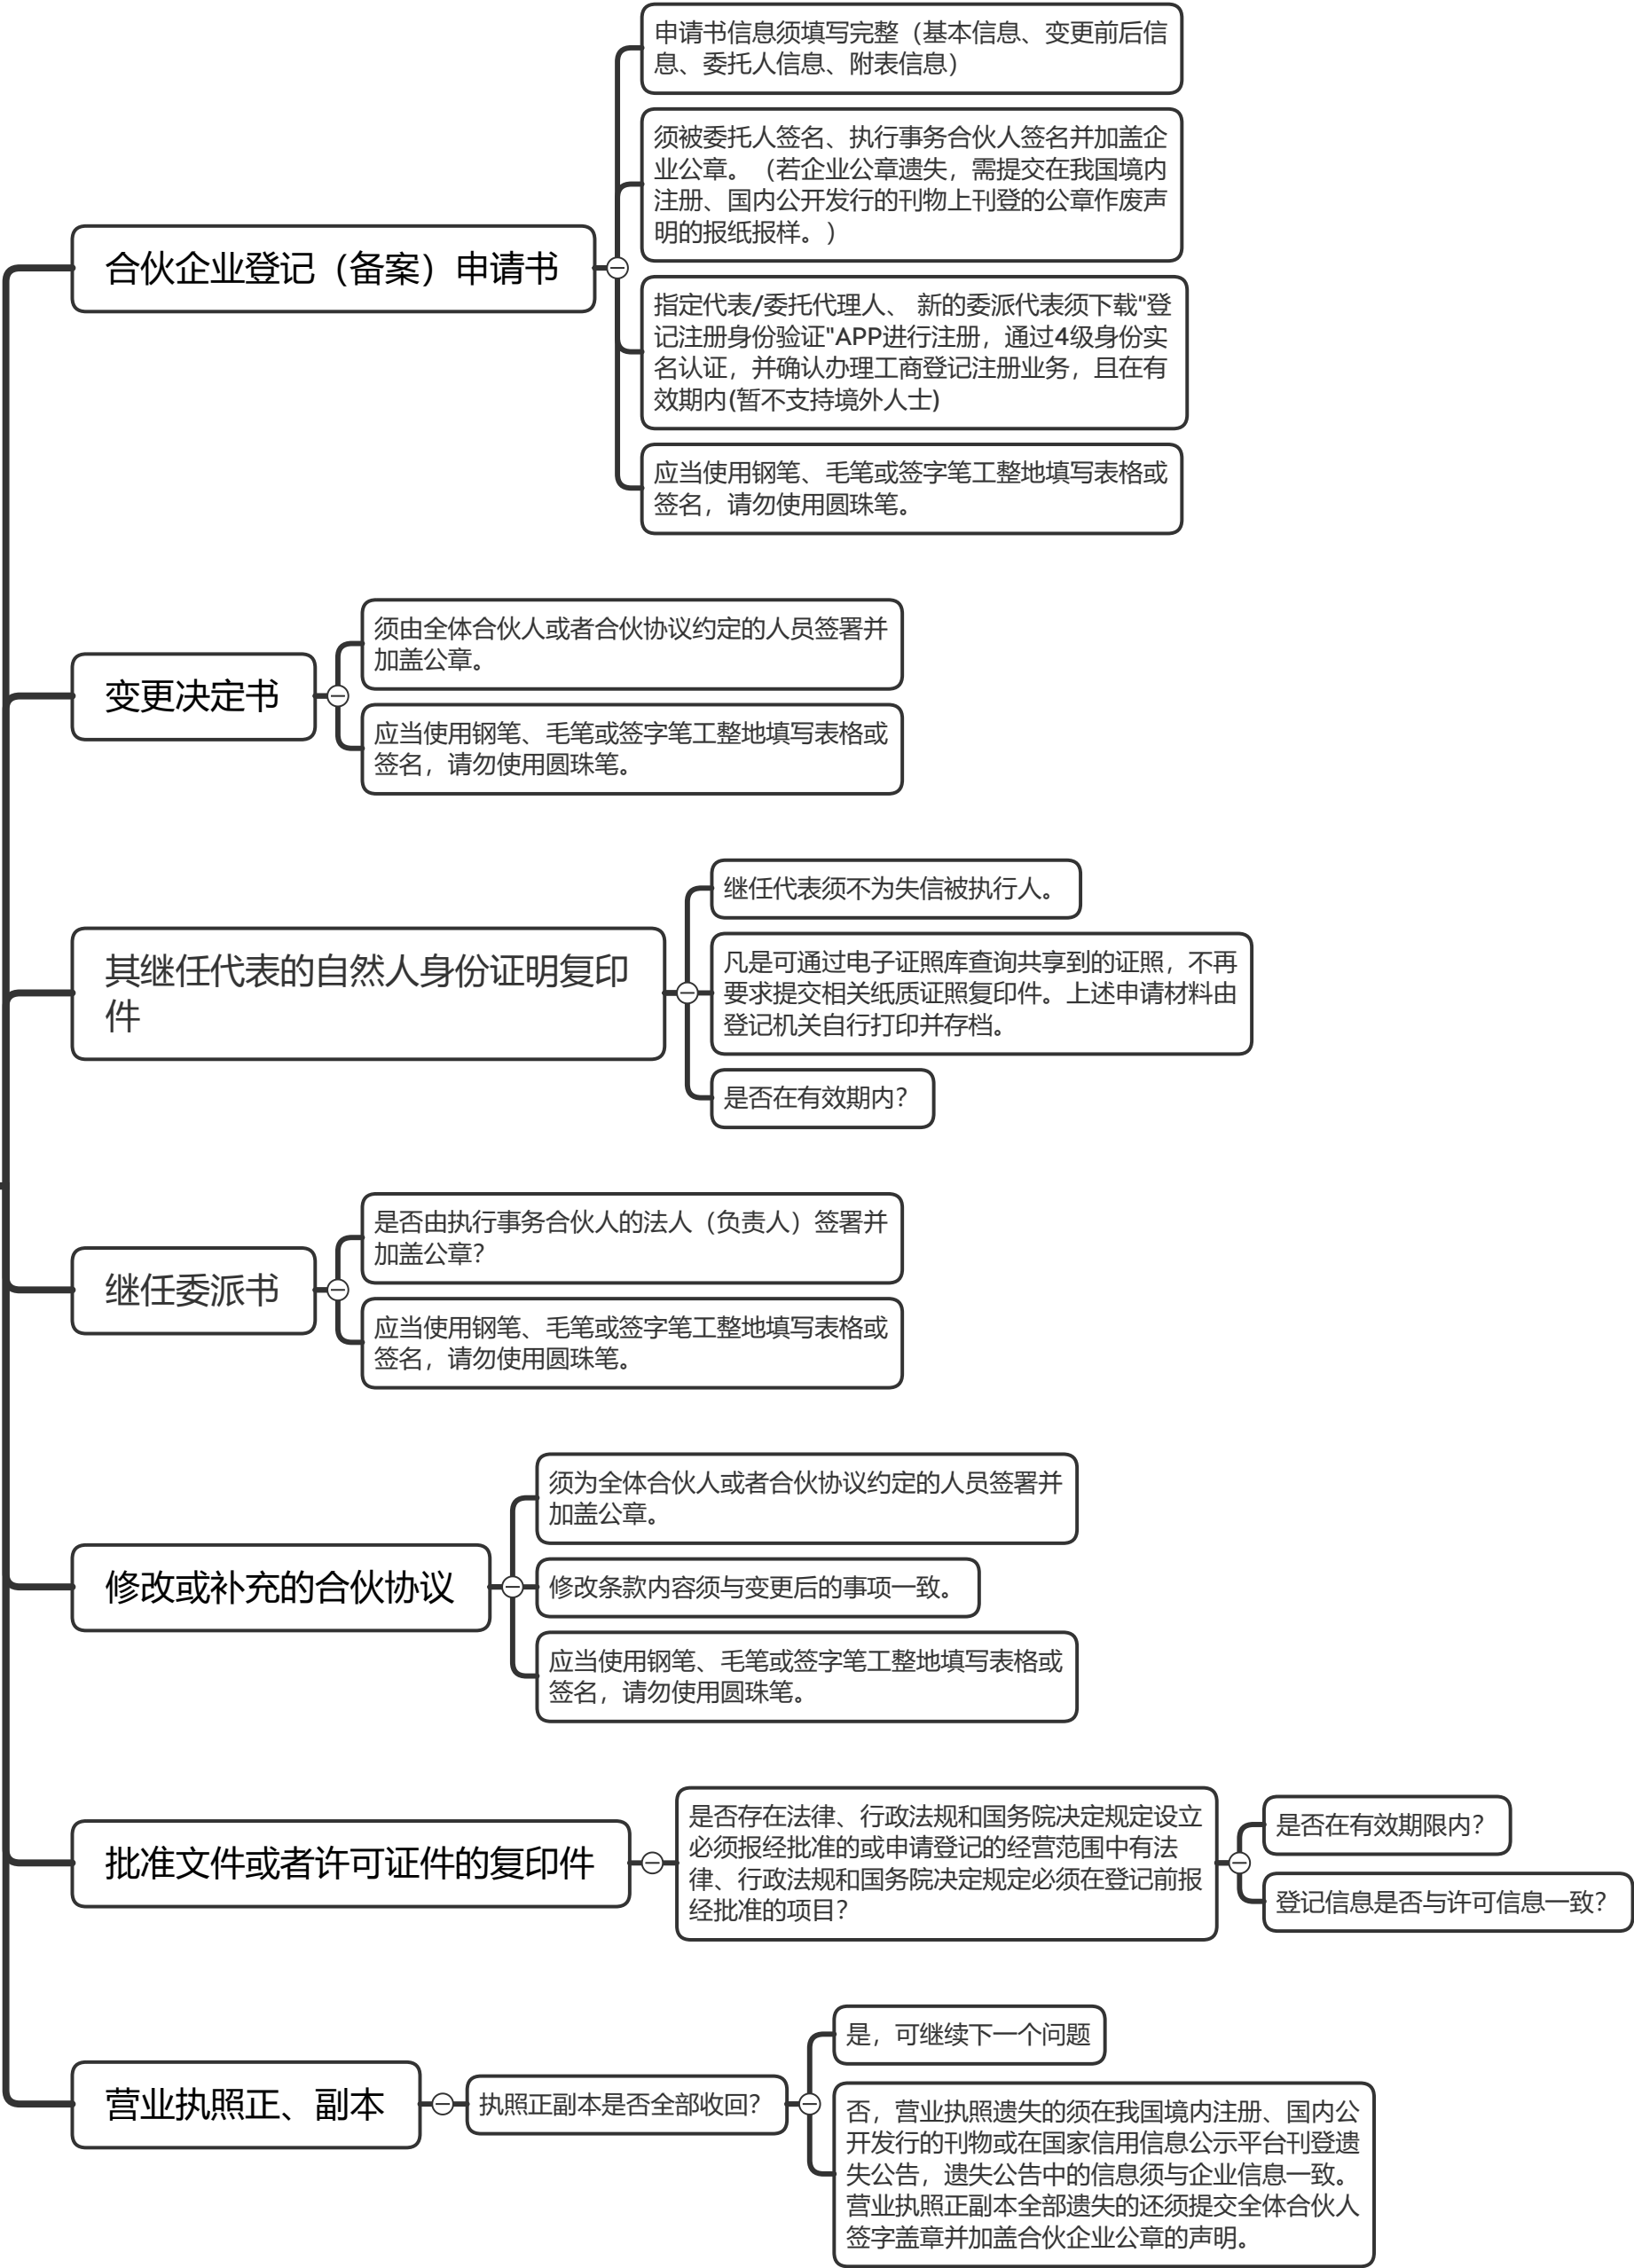 合伙企业登记（备案）申请书
申请书信息须填写完整（基本信息、变更前后信
息、委托人信息、附表信息）
须被委托人签名、执行事务合伙人签名并加盖企
业公章。（若企业公章遗失，需提交在我国境内
注册、国内公开发行的刊物上刊登的公章作废声
明的报纸报样。）
指定代表/委托代理人、 新的委派代表须下载"登
记注册身份验证"APP进行注册，通过4级身份实
名认证，并确认办理工商登记注册业务，且在有
效期内(暂不支持境外人士)
应当使用钢笔、毛笔或签字笔工整地填写表格或
签名，请勿使用圆珠笔。
变更决定书
须由全体合伙人或者合伙协议约定的人员签署并
加盖公章。
应当使用钢笔、毛笔或签字笔工整地填写表格或
签名，请勿使用圆珠笔。
其继任代表的自然人身份证明复印
件
继任代表须不为失信被执行人。
凡是可通过电子证照库查询共享到的证照，不再
要求提交相关纸质证照复印件。上述申请材料由
登记机关自行打印并存档。
是否在有效期内？
继任委派书
是否由执行事务合伙人的法人（负责人）签署并
加盖公章？
应当使用钢笔、毛笔或签字笔工整地填写表格或
签名，请勿使用圆珠笔。
修改或补充的合伙协议
须为全体合伙人或者合伙协议约定的人员签署并
加盖公章。
修改条款内容须与变更后的事项一致。
应当使用钢笔、毛笔或签字笔工整地填写表格或
签名，请勿使用圆珠笔。
批准文件或者许可证件的复印件
是否存在法律、行政法规和国务院决定规定设立
必须报经批准的或申请登记的经营范围中有法
律、行政法规和国务院决定规定必须在登记前报
经批准的项目？
是否在有效期限内？
登记信息是否与许可信息一致？
营业执照正、副本
执照正副本是否全部收回？
是，可继续下一个问题
否，营业执照遗失的须在我国境内注册、国内公
开发行的刊物或在国家信用信息公示平台刊登遗
失公告，遗失公告中的信息须与企业信息一致。
营业执照正副本全部遗失的还须提交全体合伙人
签字盖章并加盖合伙企业公章的声明。